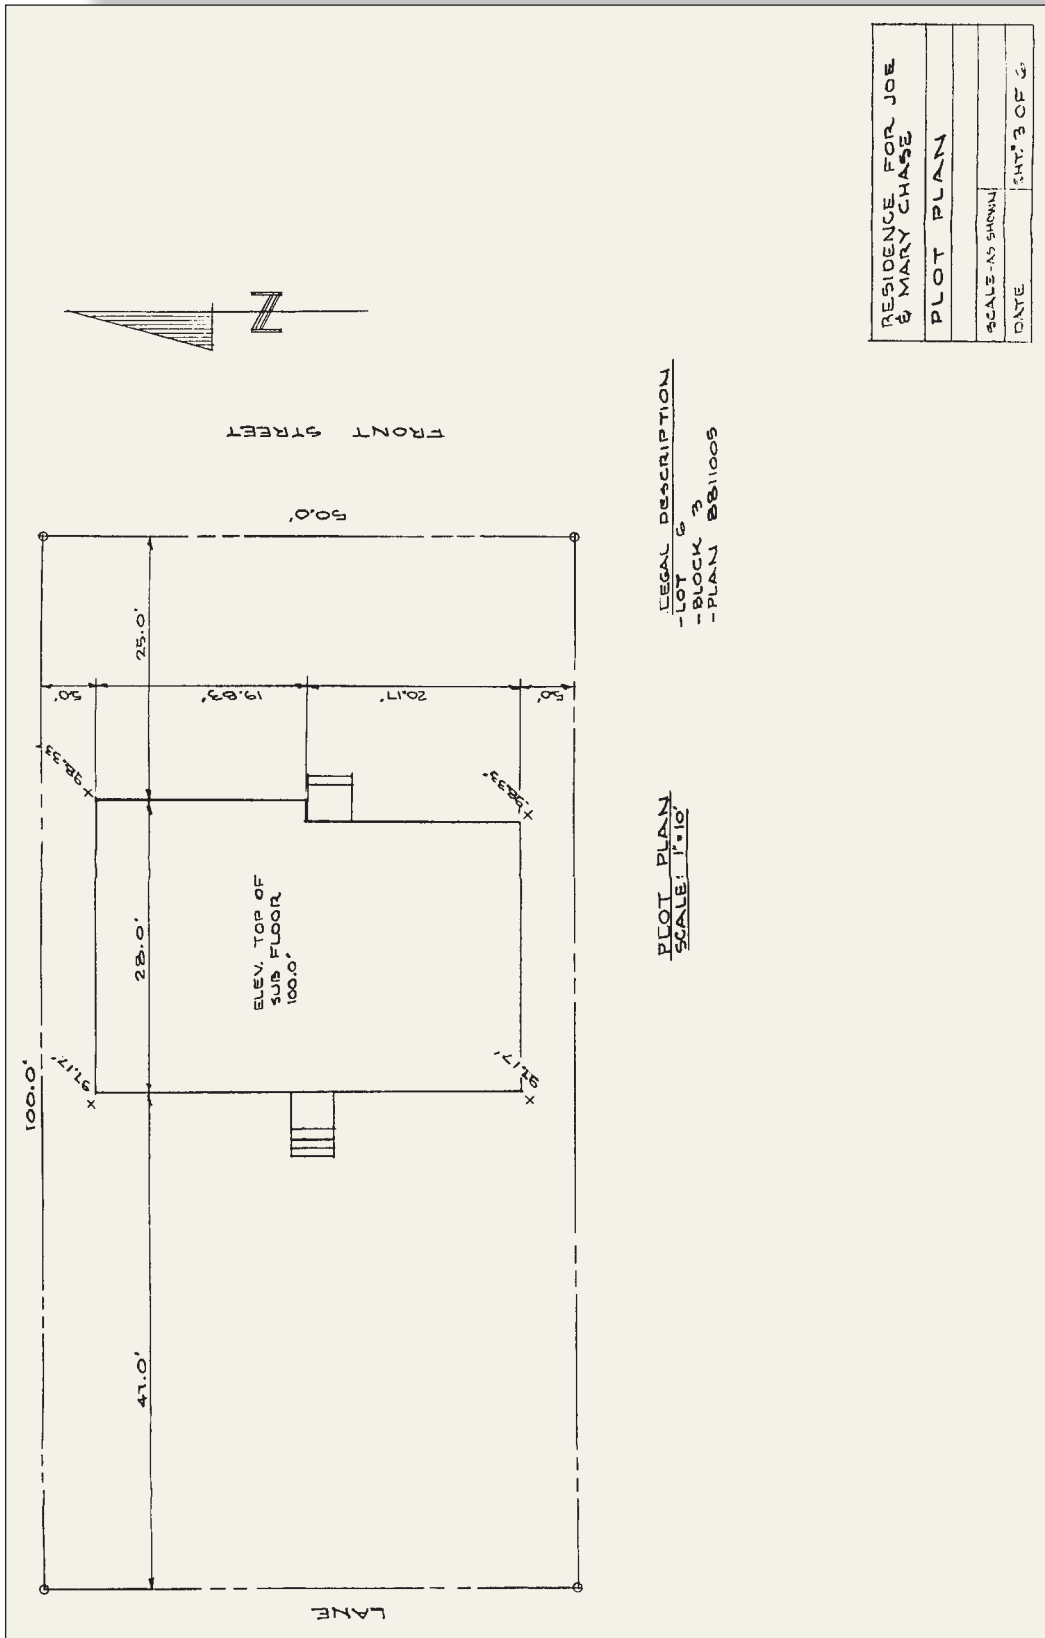 RESIDENCE FOR JOE
& MARY CHASE
PLOT PLAN
SCALE-AS SHOWN
DATE
SHT. 3 OF 6
N
FRONT STREET
50.0'
100.0'
25.0'
28.0'
47.0'
5.0'
19.83'
20.17'
5.0'
98.33'
98.33'
97.17'
97.17'
ELEV. TOP OF
SUB FLOOR
100.0'
LANE
LEGAL DESCRIPTION
-LOT 6
-BLOCK 3
-PLAN 8811005
PLOT PLAN
SCALE: 1"=10'